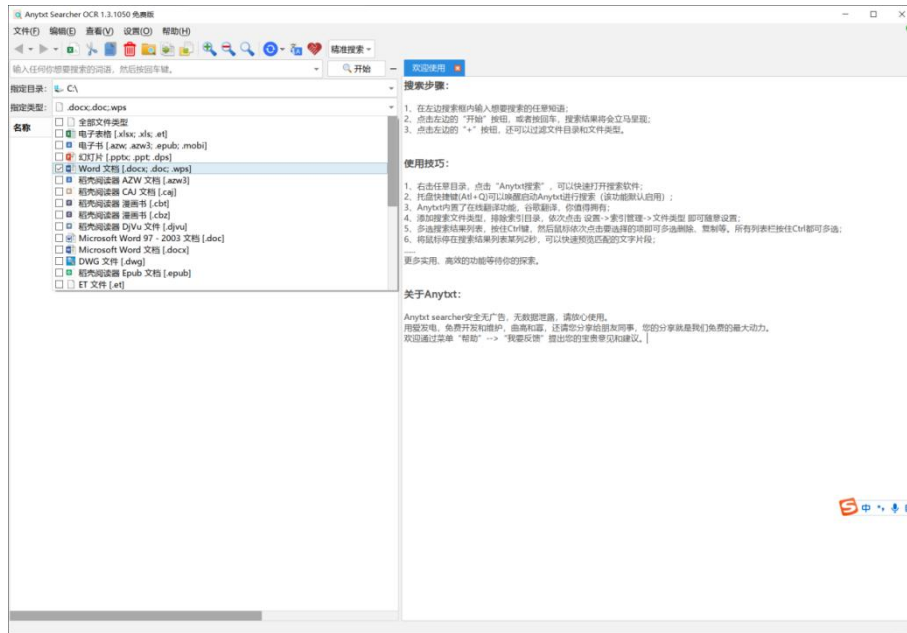 Anytxt Searcher OCR 1.3.1050 免费版
文件(F) 编辑(E) 查看(V) 设置(O) 帮助(H)
精准搜索
输入任何你想要搜索的词语，然后按回车键。
开始
欢迎使用
指定目录: C:\
指定类型: .docx;.doc;.wps
名称
全部文件类型
电子表格 [.xlsx; .xls; .et]
电子书 [.azw; .azw3; .epub; .mobi]
幻灯片 [.pptx; .ppt; .dps]
Word 文档 [.docx; .doc; .wps]
稻壳阅读器 AZW 文档 [.azw3]
稻壳阅读器 CAJ 文档 [.caj]
稻壳阅读器 漫画书 [.cbt]
稻壳阅读器 漫画书 [.cbz]
稻壳阅读器 DjVu 文件 [.djvu]
Microsoft Word 97 - 2003 文档 [.doc]
Microsoft Word 文档 [.docx]
DWG 文件 [.dwg]
稻壳阅读器 Epub 文档 [.epub]
ET 文件 [.et]
搜索步骤：
1、在左边搜索框内输入想要搜索的任意短语；
2、点击左边的“开始”按钮，或者按回车，搜索结果将会立马呈现；
3、点击左边的“+”按钮，还可以过滤文件目录和文件类型。
使用技巧：
1、右击任意目录，点击“Anytxt搜索”，可以快速打开搜索软件；
2、托盘快捷键(Atl+Q)可以唤醒启动Anytxt进行搜索（该功能默认启用）；
3、Anytxt内置了在线翻译功能，谷歌翻译，你值得拥有；
4、添加搜索文件类型，排除索引目录，依次点击 设置->索引管理->文件类型 即可随意设置；
5、多选搜索结果列表，按住Ctrl键，然后鼠标依次点击要选择的项即可多选删除、复制等。所有列表栏按住Ctrl都可多选；
6、将鼠标停在搜索结果列表某列2秒，可以快速预览匹配的文字片段；
......
更多实用、高效的功能等待你的探索。
关于Anytxt：
Anytxt searcher安全无广告，无数据泄露，请放心使用。
用爱发电，免费开发和维护，曲高和寡，还请您分享给朋友同事，您的分享就是我们免费的最大动力。
欢迎通过菜单“帮助”-->“我要反馈”提出您的宝贵意见和建议。
中